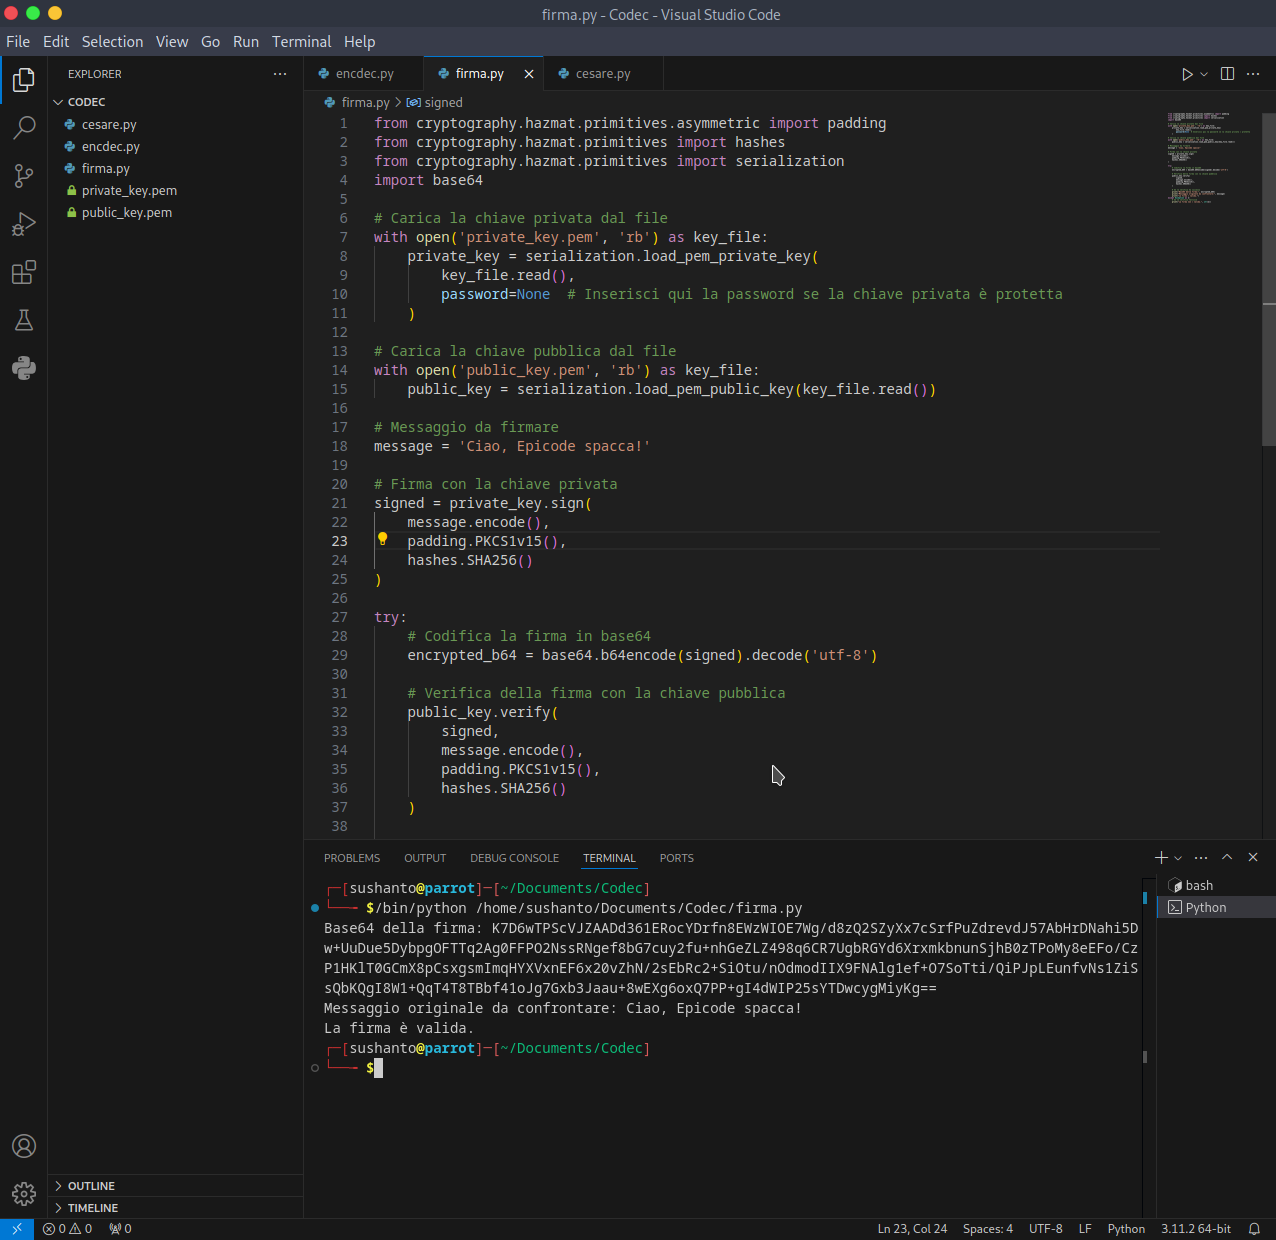 firma.py - Codec - Visual Studio Code
File Edit Selection View Go Run Terminal Help
EXPLORER
CODEC
cesare.py
encdec.py
firma.py
private_key.pem
public_key.pem
OUTLINE
TIMELINE
encdec.py firma.py cesare.py
firma.py > signed
1 from cryptography.hazmat.primitives.asymmetric import padding
2 from cryptography.hazmat.primitives import hashes
3 from cryptography.hazmat.primitives import serialization
4 import base64
5
6 # Carica la chiave privata dal file
7 with open('private_key.pem', 'rb') as key_file:
8 private_key = serialization.load_pem_private_key(
9 key_file.read(),
10 password=None # Inserisci qui la password se la chiave privata è protetta
11 )
12
13 # Carica la chiave pubblica dal file
14 with open('public_key.pem', 'rb') as key_file:
15 public_key = serialization.load_pem_public_key(key_file.read())
16
17 # Messaggio da firmare
18 message = 'Ciao, Epicode spacca!'
19
20 # Firma con la chiave privata
21 signed = private_key.sign(
22 message.encode(),
23 padding.PKCS1v15(),
24 hashes.SHA256()
25 )
26
27 try:
28 # Codifica la firma in base64
29 encrypted_b64 = base64.b64encode(signed).decode('utf-8')
30
31 # Verifica della firma con la chiave pubblica
32 public_key.verify(
33 signed,
34 message.encode(),
35 padding.PKCS1v15(),
36 hashes.SHA256()
37 )
38
PROBLEMS OUTPUT DEBUG CONSOLE TERMINAL PORTS
bash
Python
┌─[sushanto@parrot]─[~/Documents/Codec]
└──╼ $/bin/python /home/sushanto/Documents/Codec/firma.py
Base64 della firma: K7D6wTPScVJZAADd361ERocYDrfn8EWzWIOE7Wg/d8zQ2SZyXx7cSrfPuZdrevdJ57AbHrDNahi5D
w+UuDue5DybpgOFTTq2Ag0FFPO2NssRNgef8bG7cuy2fu+nhGeZLZ498q6CR7UgbRGYd6XrxmkbnunSjhB0zTPoMy8eEFo/Cz
P1HKlT0GCmX8pCsxgsmImqHYXVxnEF6x20vZhN/2sEbRc2+SiOtu/nOdmodIIX9FNAlg1ef+O7SoTti/QiPJpLEunfvNs1ZiS
sQbKQgI8W1+QqT4T8TBbf41oJg7Gxb3Jaau+8wEXg6oxQ7PP+gI4dWIP25sYTDwcygMiyKg==
Messaggio originale da confrontare: Ciao, Epicode spacca!
La firma è valida.
┌─[sushanto@parrot]─[~/Documents/Codec]
└──╼ $
0 0 0 Ln 23, Col 24 Spaces: 4 UTF-8 LF Python 3.11.2 64-bit